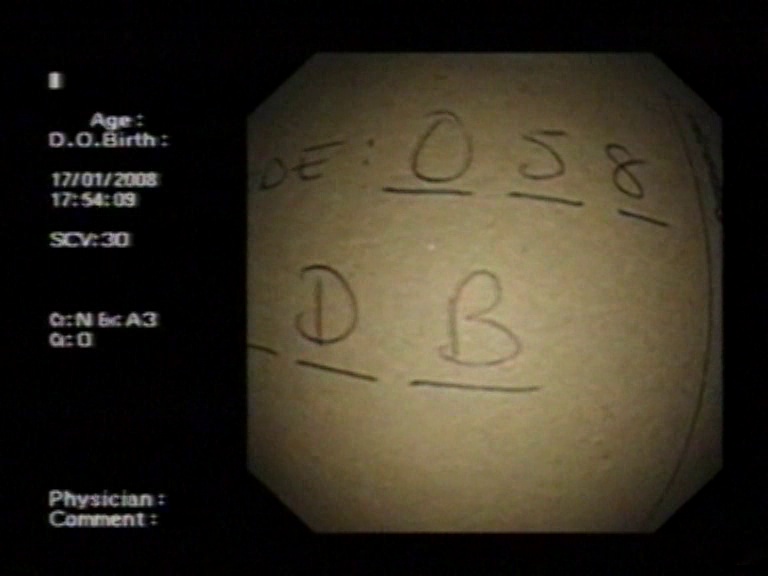 Age:
D.O.Birth:
17/01/2008
17:54:09
SCV:30
DE: 0 5 8
D B
Physician:
Comment: